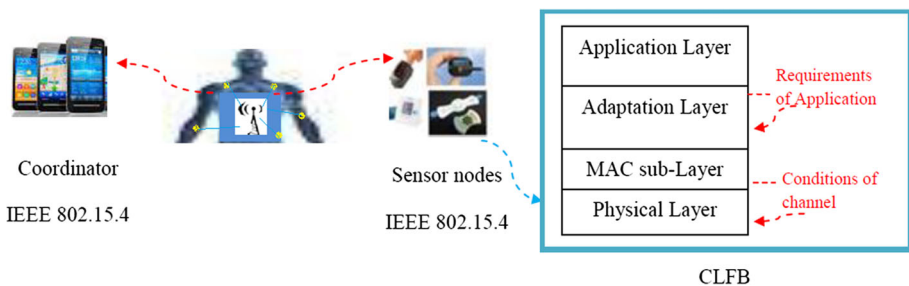 Application Layer
Requirements
of Application
Adaptation Layer
Coordinator
IEEE 802.15.4
Sensor nodes
IEEE 802.15.4
MAC sub-Layer
Conditions of
channel
Physical Layer
CLFB